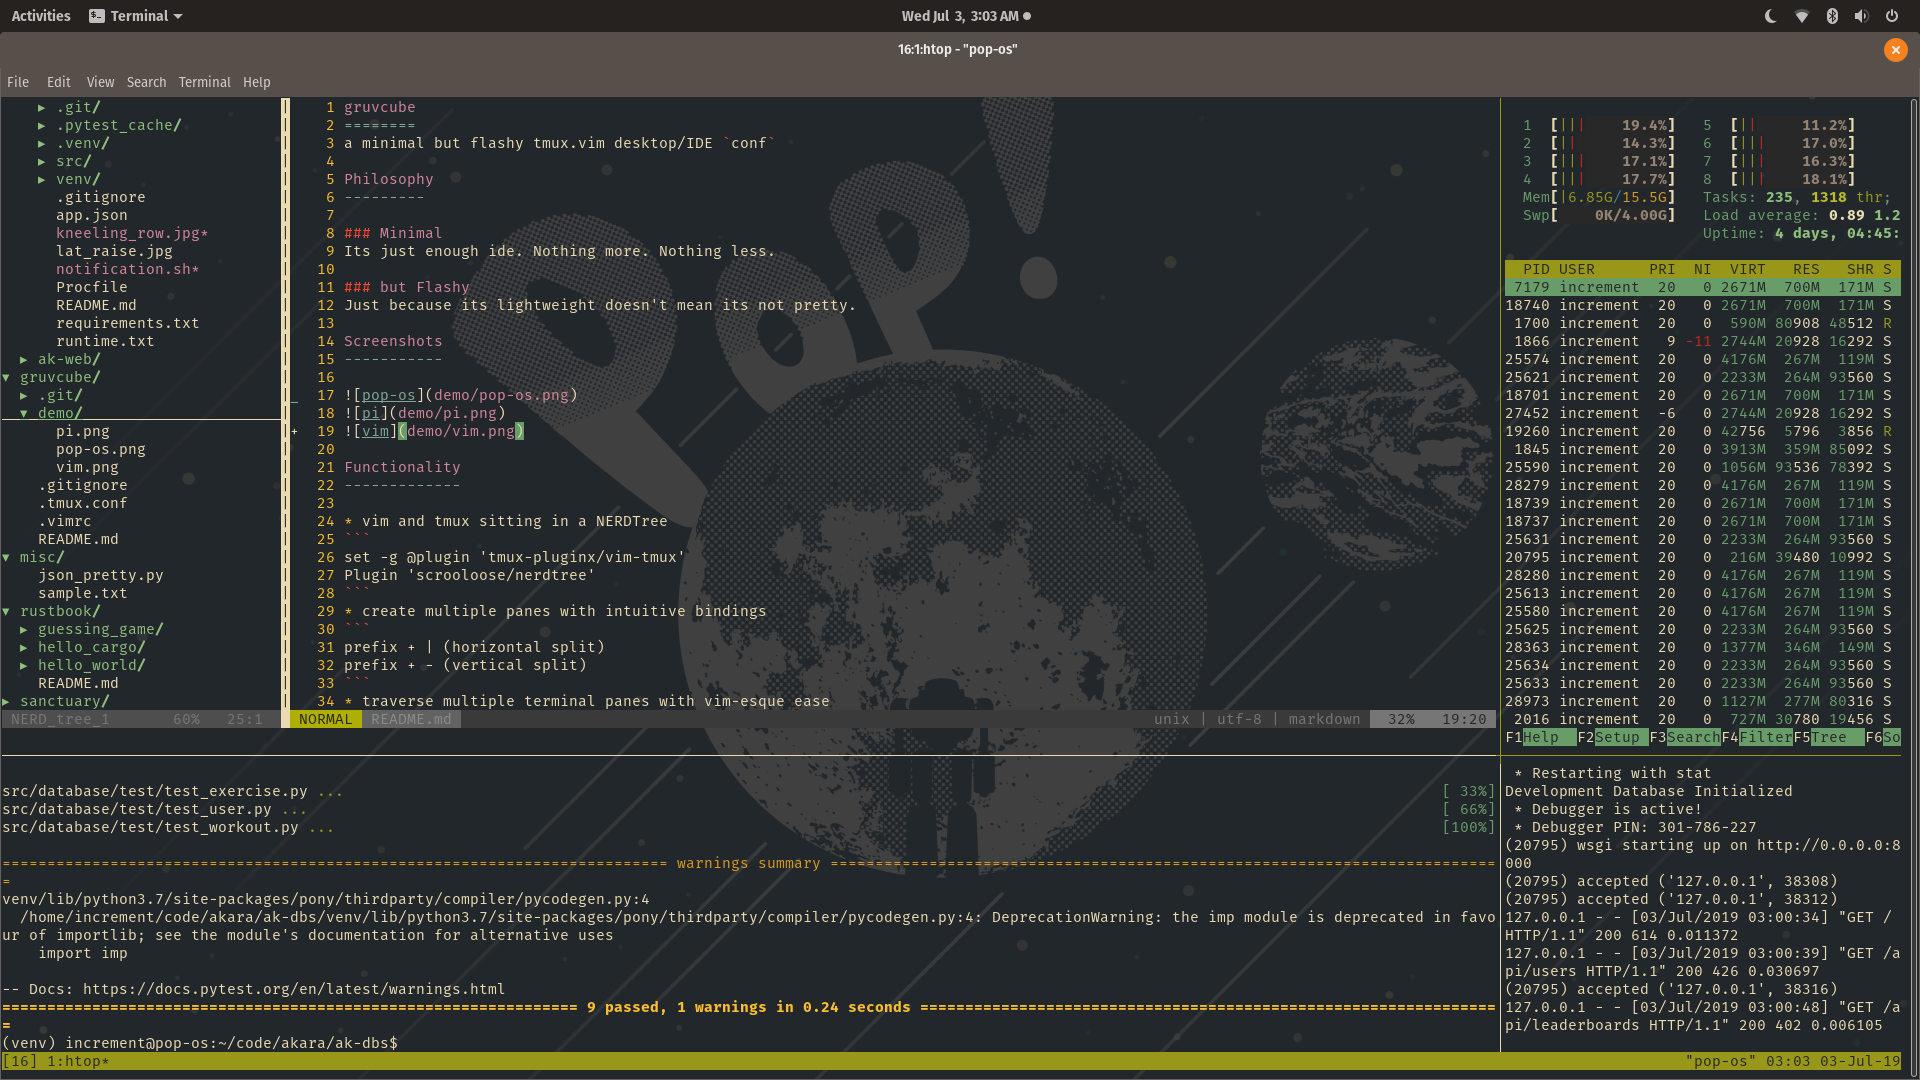 Activities Terminal Wed Jul 3, 3:03 AM
16:1:htop - "pop-os"
File Edit View Search Terminal Help
▸ .git/
▸ .pytest_cache/
▸ .venv/
▸ src/
▸ venv/
.gitignore
app.json
kneeling_row.jpg*
lat_raise.jpg
notification.sh*
Procfile
README.md
requirements.txt
runtime.txt
▸ ak-web/
▾ gruvcube/
▸ .git/
▾ demo/
pi.png
pop-os.png
vim.png
.gitignore
.tmux.conf
.vimrc
README.md
▾ misc/
json_pretty.py
sample.txt
▾ rustbook/
▸ guessing_game/
▸ hello_cargo/
▸ hello_world/
README.md
▸ sanctuary/
NERD_tree_1 60% 25:1
1 gruvcube
2 ========
3 a minimal but flashy tmux.vim desktop/IDE `conf`
4
5 Philosophy
6 ---------
7
8 ### Minimal
9 Its just enough ide. Nothing more. Nothing less.
10
11 ### but Flashy
12 Just because its lightweight doesn't mean its not pretty.
13
14 Screenshots
15 -----------
16
_ 17 ![pop-os](demo/pop-os.png)
18 ![pi](demo/pi.png)
+ 19 ![vim](demo/vim.png)
20
21 Functionality
22 -------------
23
24 * vim and tmux sitting in a NERDTree
25 ```
26 set -g @plugin 'tmux-pluginx/vim-tmux'
27 Plugin 'scrooloose/nerdtree'
28 ```
29 * create multiple panes with intuitive bindings
30 ```
31 prefix + | (horizontal split)
32 prefix + - (vertical split)
33 ```
34 * traverse multiple terminal panes with vim-esque ease
NORMAL README.md unix | utf-8 | markdown 32% 19:20
Pop!
1 [||| 19.4%] 5 [|| 11.2%]
2 [|| 14.3%] 6 [||| 17.0%]
3 [||| 17.1%] 7 [||| 16.3%]
4 [||| 17.7%] 8 [||| 18.1%]
Mem[|6.85G/15.5G] Tasks: 235, 1318 thr;
Swp[ 0K/4.00G] Load average: 0.89 1.2
Uptime: 4 days, 04:45:
PID USER PRI NI VIRT RES SHR S
7179 increment 20 0 2671M 700M 171M S
18740 increment 20 0 2671M 700M 171M S
1700 increment 20 0 590M 80908 48512 R
1866 increment 9 -11 2744M 20928 16292 S
25574 increment 20 0 4176M 267M 119M S
25621 increment 20 0 2233M 264M 93560 S
18701 increment 20 0 2671M 700M 171M S
27452 increment -6 0 2744M 20928 16292 S
19260 increment 20 0 42756 5796 3856 R
1845 increment 20 0 3913M 359M 85092 S
25590 increment 20 0 1056M 93536 78392 S
28279 increment 20 0 4176M 267M 119M S
18739 increment 20 0 2671M 700M 171M S
18737 increment 20 0 2671M 700M 171M S
25631 increment 20 0 2233M 264M 93560 S
20795 increment 20 0 216M 39480 10992 S
28280 increment 20 0 4176M 267M 119M S
25613 increment 20 0 4176M 267M 119M S
25580 increment 20 0 4176M 267M 119M S
25625 increment 20 0 2233M 264M 93560 S
28363 increment 20 0 1377M 346M 149M S
25634 increment 20 0 2233M 264M 93560 S
25633 increment 20 0 2233M 264M 93560 S
28973 increment 20 0 1127M 277M 80316 S
2016 increment 20 0 727M 30780 19456 S
F1Help F2Setup F3SearchF4FilterF5Tree F6So
src/database/test/test_exercise.py ... [ 33%]
src/database/test/test_user.py ... [ 66%]
src/database/test/test_workout.py ... [100%]
========================================================================== warnings summary ==========================================================================
=
venv/lib/python3.7/site-packages/pony/thirdparty/compiler/pycodegen.py:4
/home/increment/code/akara/ak-dbs/venv/lib/python3.7/site-packages/pony/thirdparty/compiler/pycodegen.py:4: DeprecationWarning: the imp module is deprecated in favo
ur of importlib; see the module's documentation for alternative uses
import imp
-- Docs: https://docs.pytest.org/en/latest/warnings.html
================================================================ 9 passed, 1 warnings in 0.24 seconds ================================================================
=
(venv) increment@pop-os:~/code/akara/ak-dbs$
* Restarting with stat
Development Database Initialized
* Debugger is active!
* Debugger PIN: 301-786-227
(20795) wsgi starting up on http://0.0.0.0:8
000
(20795) accepted ('127.0.0.1', 38308)
(20795) accepted ('127.0.0.1', 38312)
127.0.0.1 - - [03/Jul/2019 03:00:34] "GET /
HTTP/1.1" 200 614 0.011372
127.0.0.1 - - [03/Jul/2019 03:00:39] "GET /a
pi/users HTTP/1.1" 200 426 0.030697
(20795) accepted ('127.0.0.1', 38316)
127.0.0.1 - - [03/Jul/2019 03:00:48] "GET /a
pi/leaderboards HTTP/1.1" 200 402 0.006105
[16] 1:htop* "pop-os" 03:03 03-Jul-19